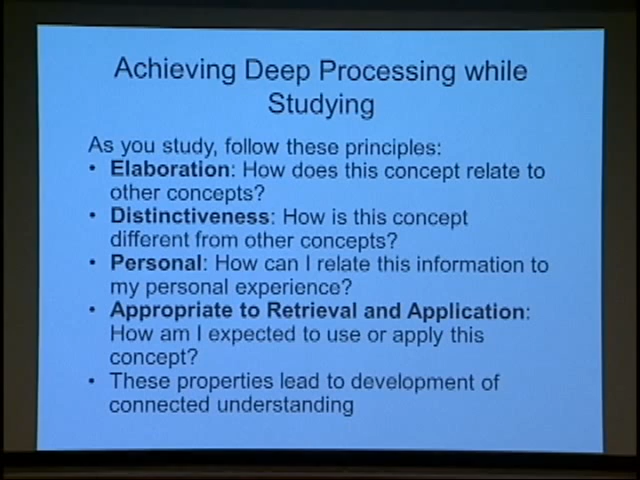 Achieving Deep Processing while
Studying
As you study, follow these principles:
• Elaboration: How does this concept relate to
other concepts?
• Distinctiveness: How is this concept
different from other concepts?
• Personal: How can I relate this information to
my personal experience?
• Appropriate to Retrieval and Application:
How am I expected to use or apply this
concept?
• These properties lead to development of
connected understanding